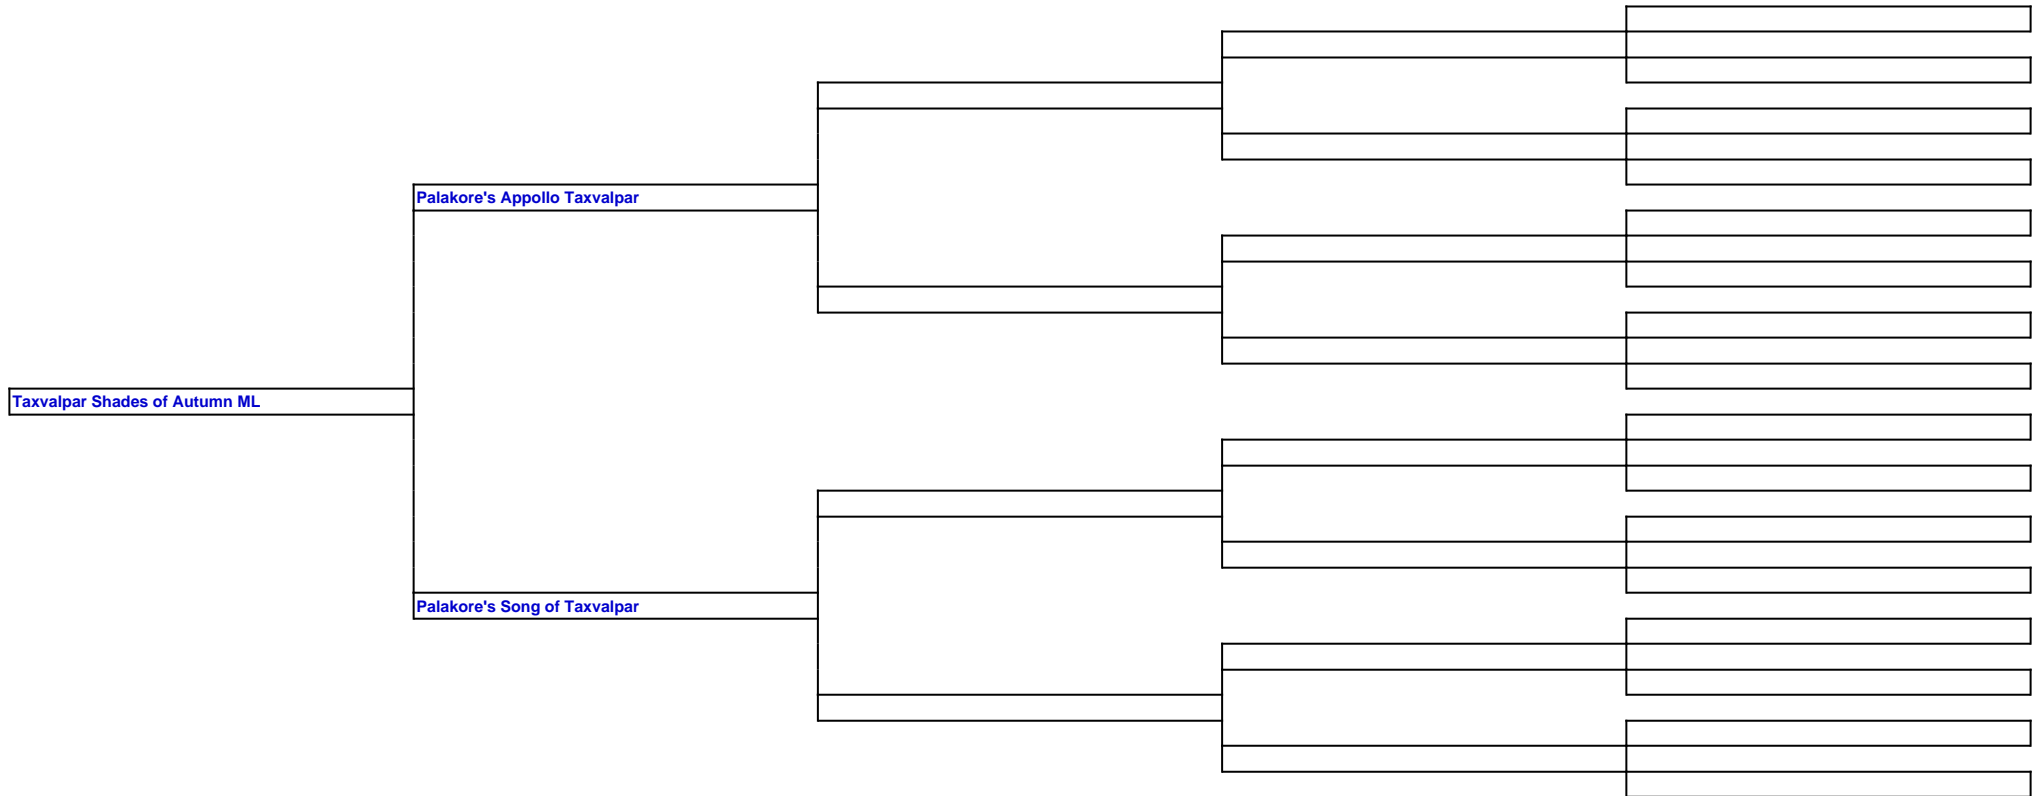 Palakore's Appollo Taxvalpar
Taxvalpar Shades of Autumn ML
Palakore's Song of Taxvalpar